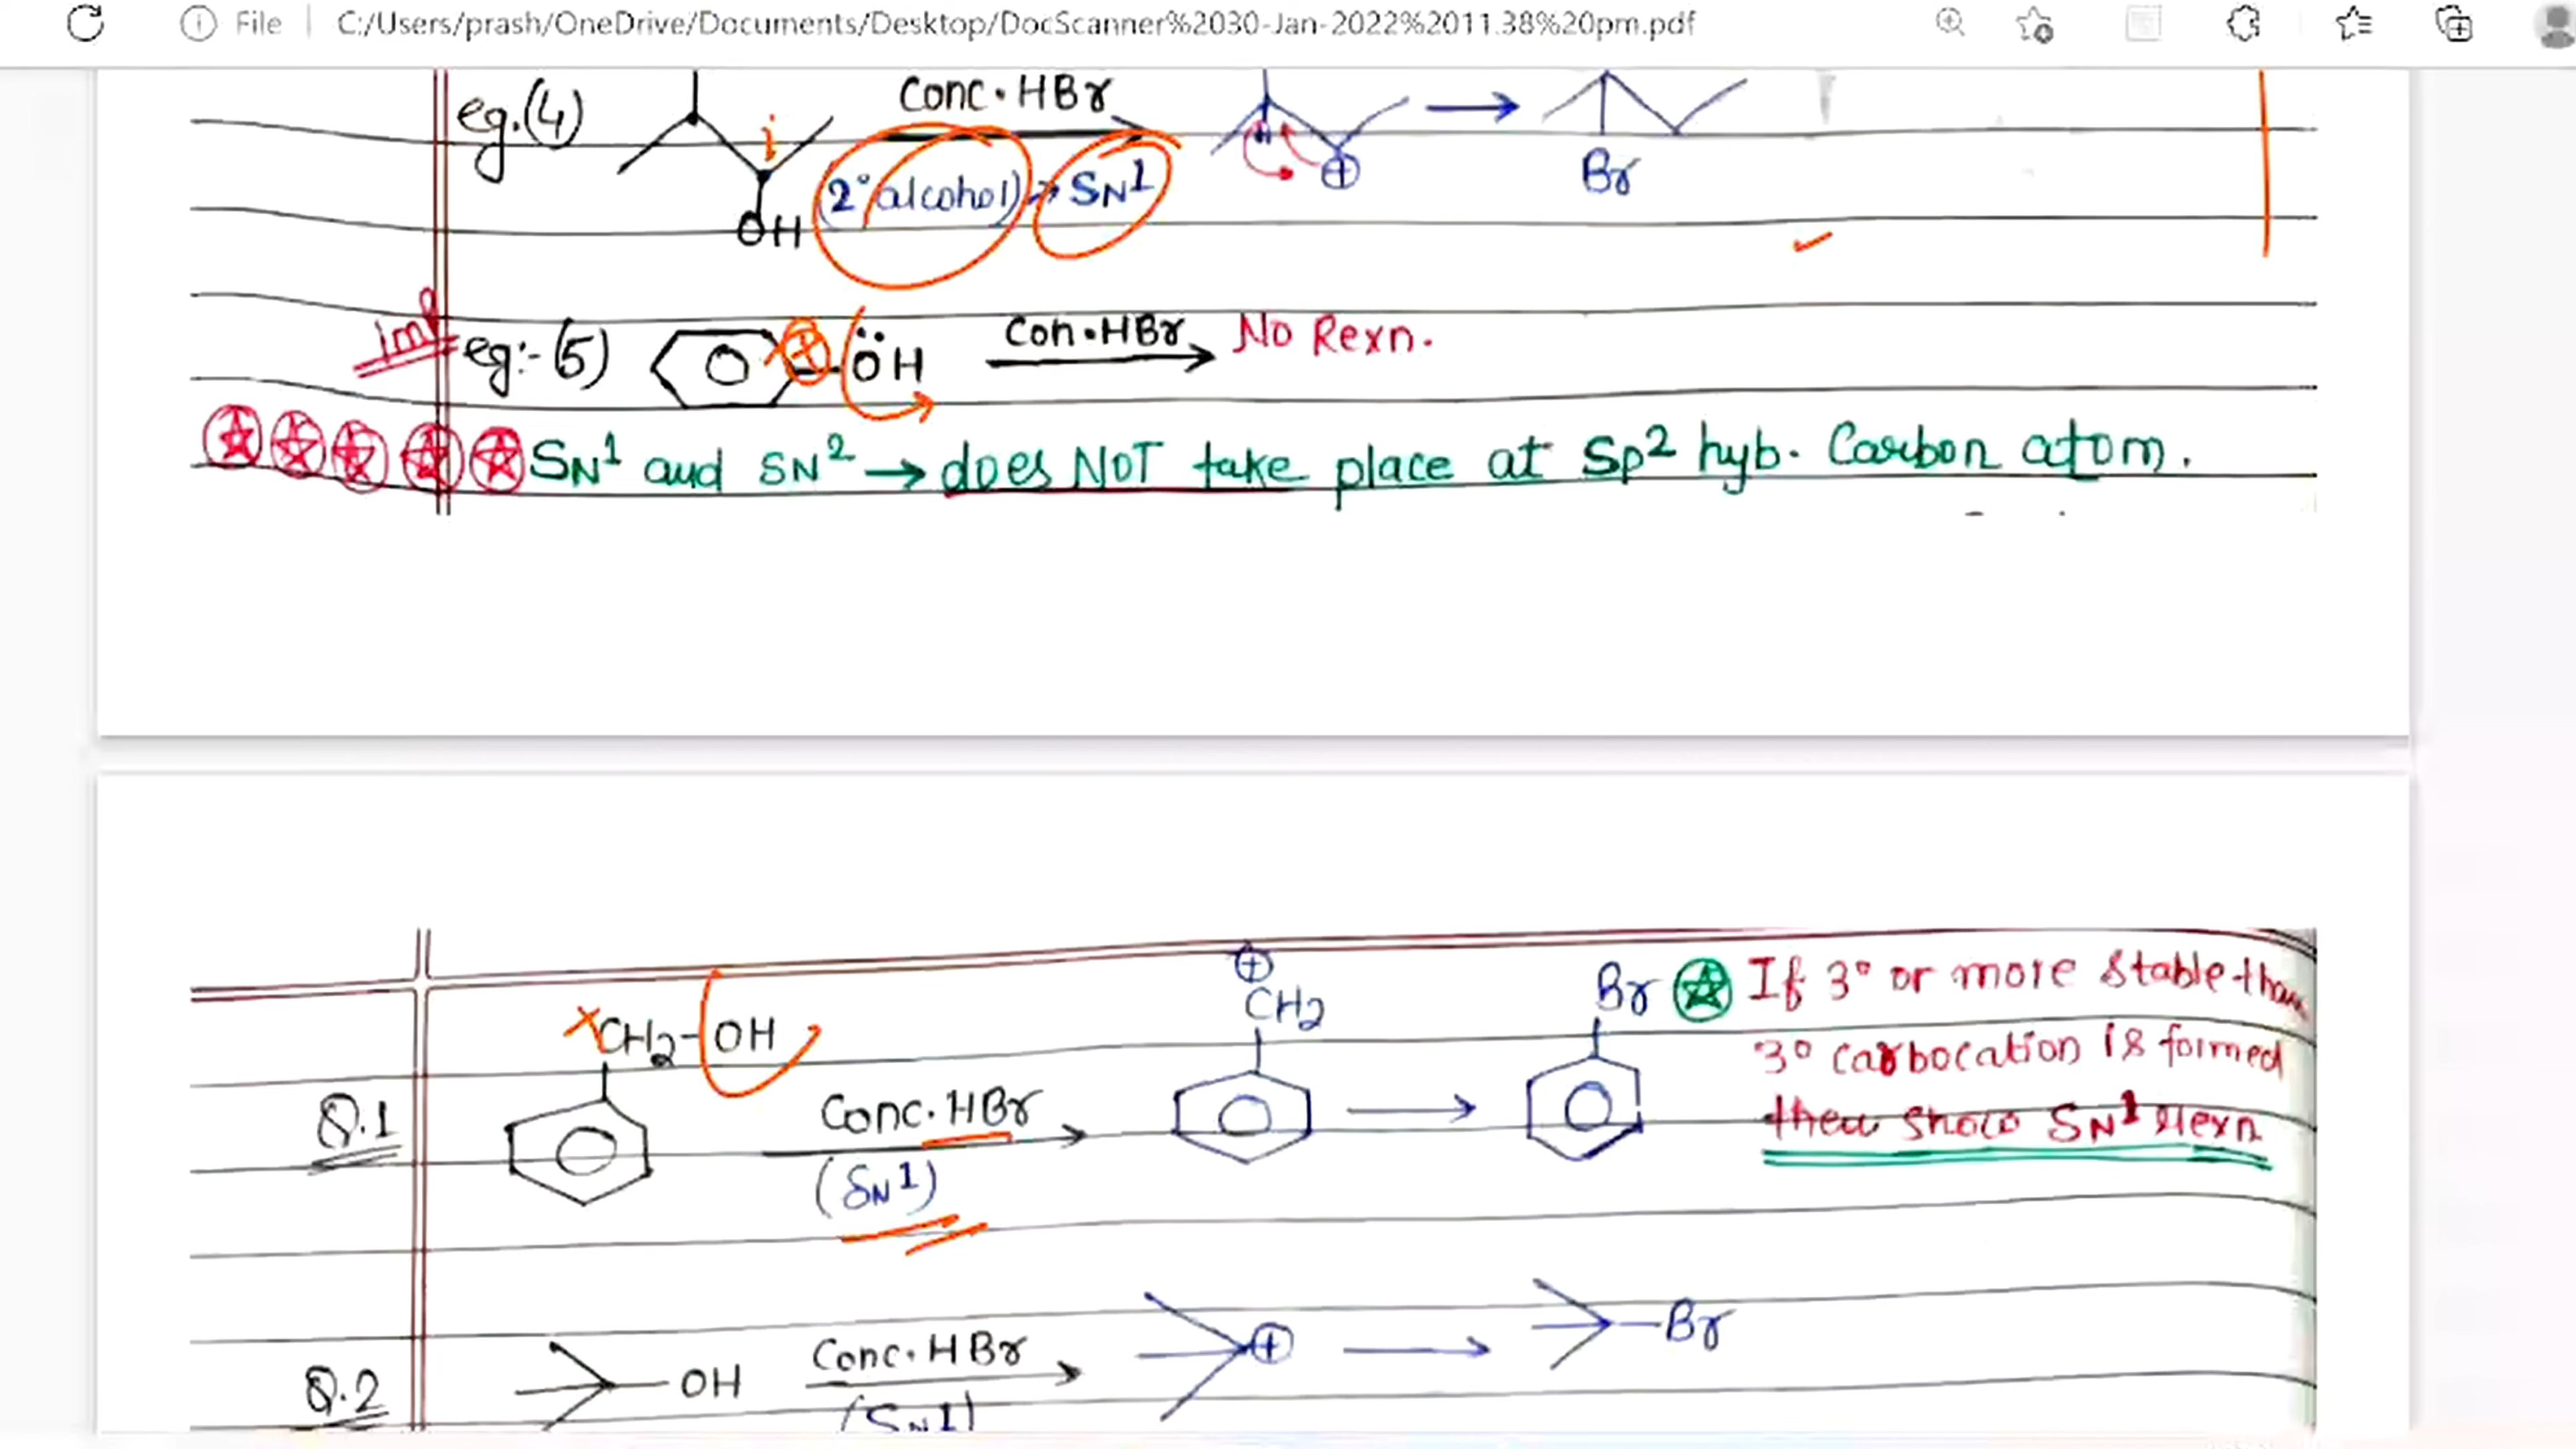 File | C:/Users/prash/OneDrive/Documents/Desktop/DocScanner%2030-Jan-2022%2011.38%20pm.pdf
eg.(4) OH Conc. HBr (2° alcohol) → SN1 H ⊕ Br
i
Imp eg:-(5) ⊕ ÖH Con. HBr No Rexn.
SN1 and SN2 → does NOT take place at Sp2 hyb. Carbon atom.
Q.1 CH2-OH Conc. HBr (SN1) ⊕ CH2 Br
If 3° or more stable than
3° carbocation is formed
then show SN1 rexn
Q.2 OH Conc. HBr (SN1) ⊕ Br